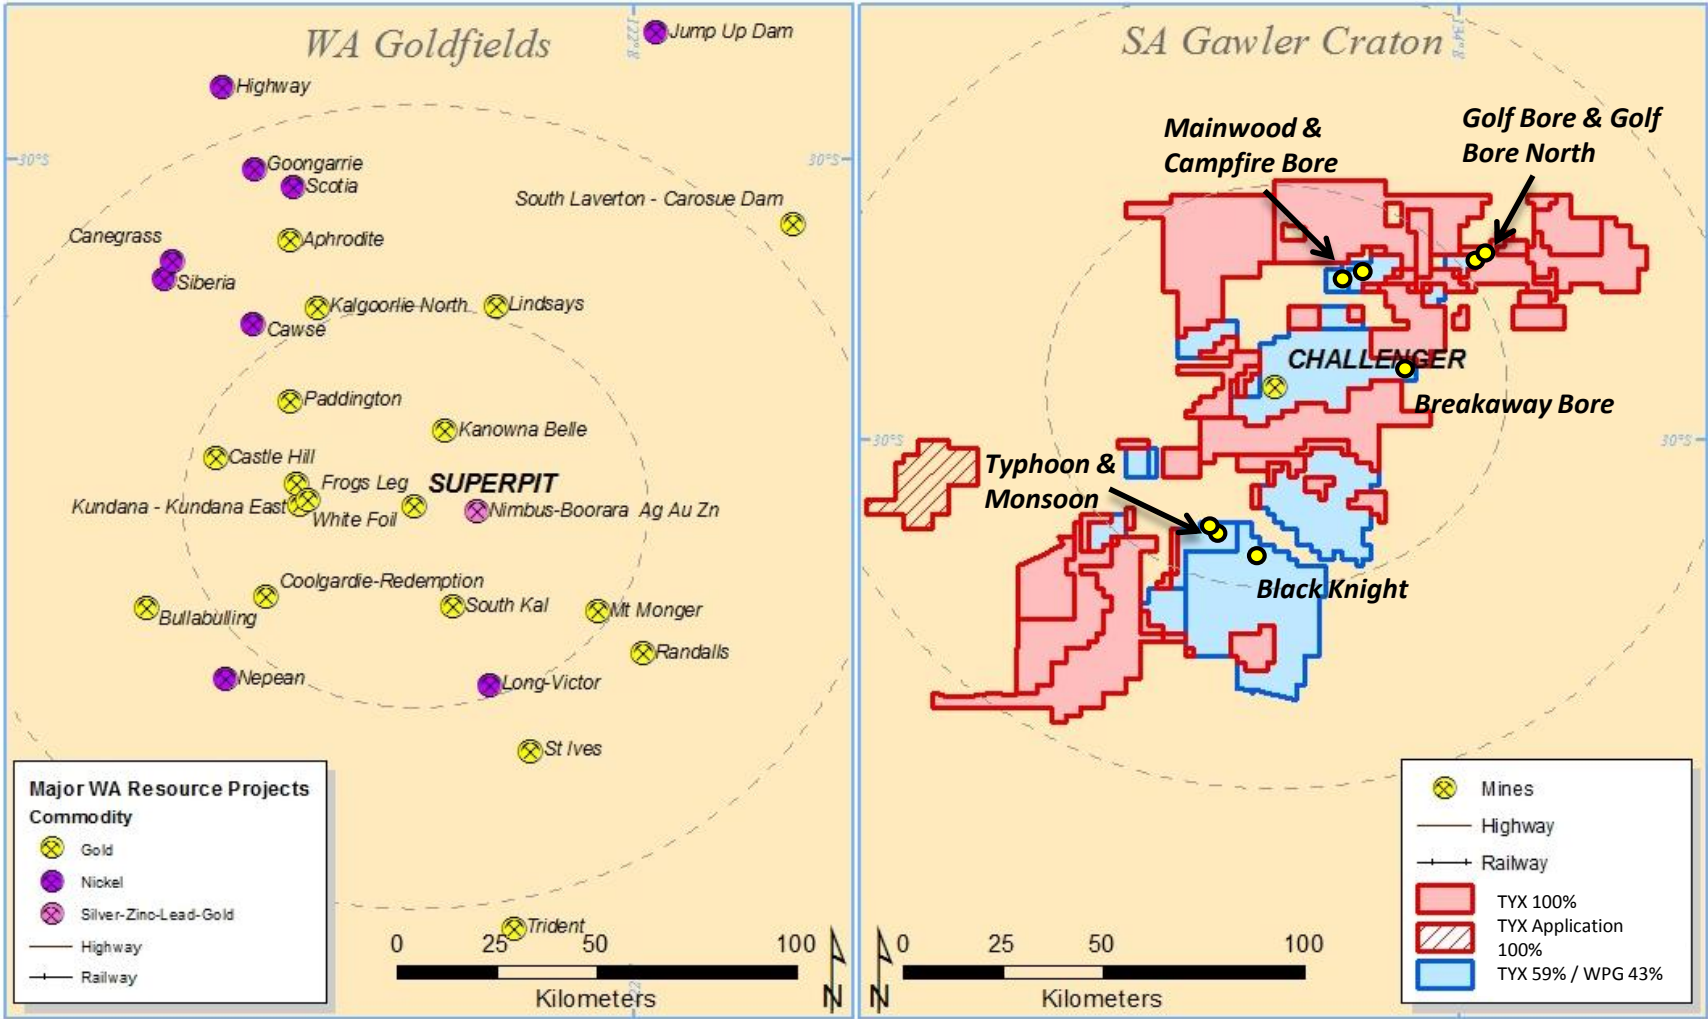 WA Goldfields
122°E
Jump Up Dam
Highway
30°S
30°S
Goongarrie
Scotia
South Laverton - Carosue Dam
Aphrodite
Canegrass
Siberia
Kalgoorlie North
Lindsays
Cawse
Paddington
Kanowna Belle
Castle Hill
Frogs Leg
SUPERPIT
Kundana - Kundana East
White Foil
Nimbus-Boorara Ag Au Zn
Coolgardie-Redemption
Bullabulling
South Kal
Mt Monger
Randalls
Nepean
Long-Victor
St Ives
Trident
Major WA Resource Projects
Commodity
Gold
Nickel
Silver-Zinc-Lead-Gold
Highway
Railway
0 25 50 100
Kilometers
N
SA Gawler Craton
134°E
Mainwood &
Campfire Bore
Golf Bore & Golf
Bore North
CHALLENGER
Breakaway Bore
30°S
30°S
Typhoon &
Monsoon
Black Knight
Mines
Highway
Railway
TYX 100%
TYX Application
100%
TYX 59% / WPG 43%
0 25 50 100
Kilometers
N